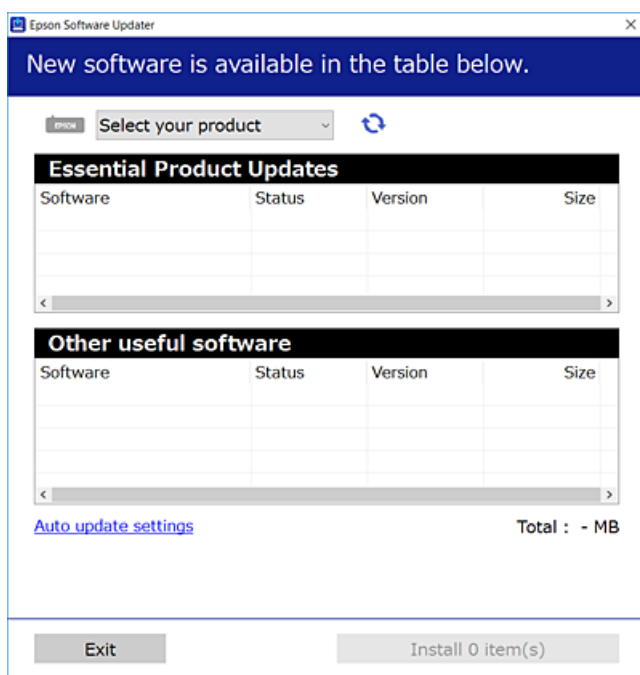 Epson Software Updater
New software is available in the table below.
EPSON Select your product
Essential Product Updates
Software Status Version Size
Other useful software
Software Status Version Size
Auto update settings Total : - MB
Exit Install 0 item(s)